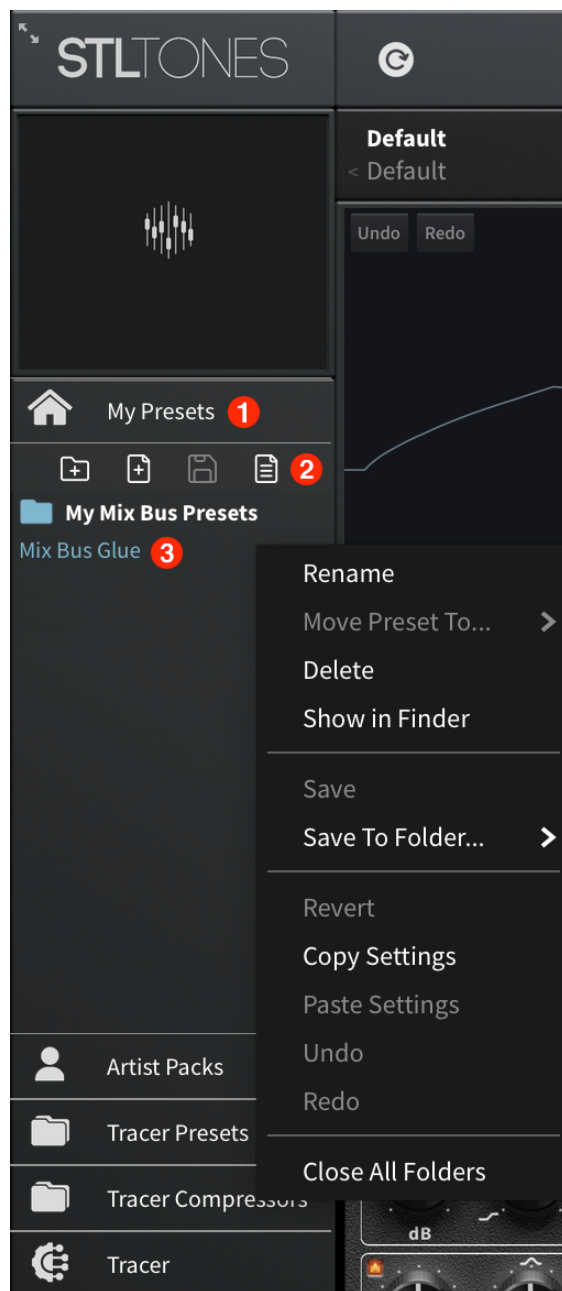 STLTONES
Default
< Default
Undo Redo
My Presets 1
2
My Mix Bus Presets
Mix Bus Glue 3
Rename
Move Preset To... >
Delete
Show in Finder
Save
Save To Folder... >
Revert
Copy Settings
Paste Settings
Undo
Redo
Close All Folders
Artist Packs
Tracer Presets
Tracer Compressors
Tracer
dB